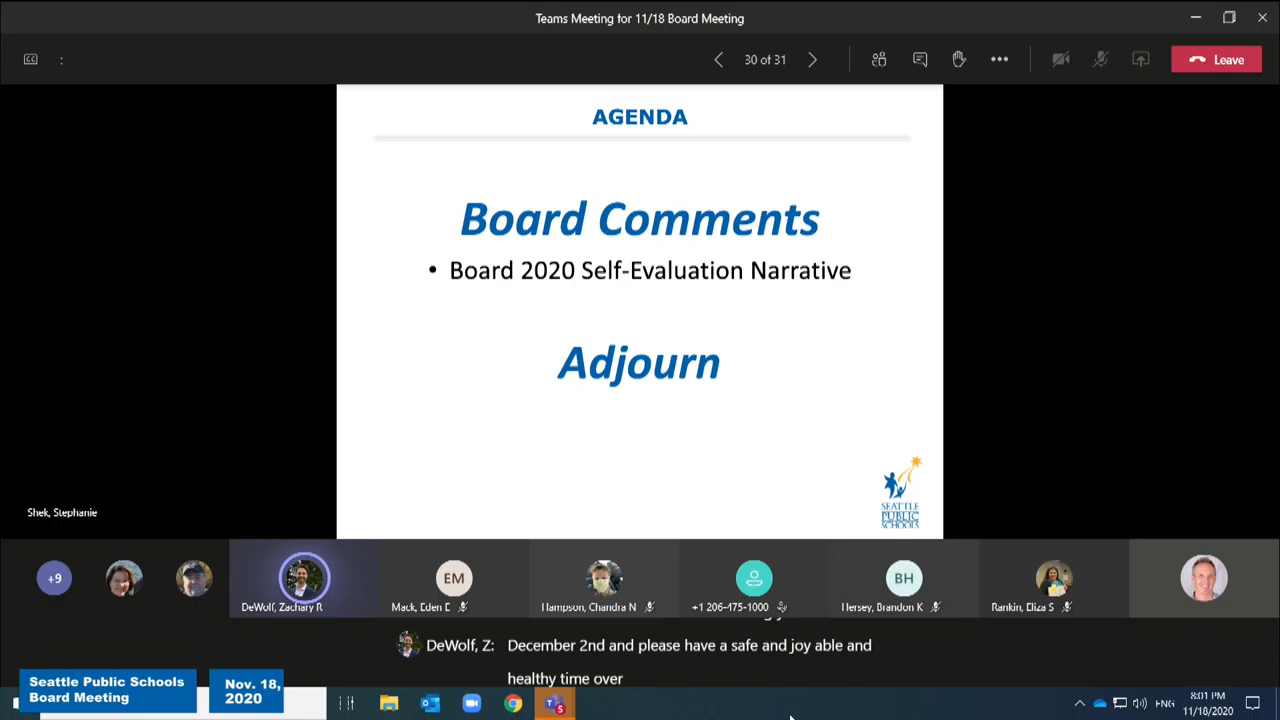 Teams Meeting for 11/18 Board Meeting
CC
:
30 of 31
Leave
AGENDA
Board Comments
• Board 2020 Self-Evaluation Narrative
Adjourn
SEATTLE
PUBLIC
SCHOOLS
Shek, Stephanie
+9
EM
BH
DeWolf, Zachary R
Mack, Eden E
Hampson, Chandra N
+1 206-475-1000
Hersey, Brandon K
Rankin, Eliza S
DeWolf, Z: December 2nd and please have a safe and joy able and
healthy time over
Seattle Public Schools
Board Meeting
Nov. 18,
2020
ENG
8:01 PM
11/18/2020